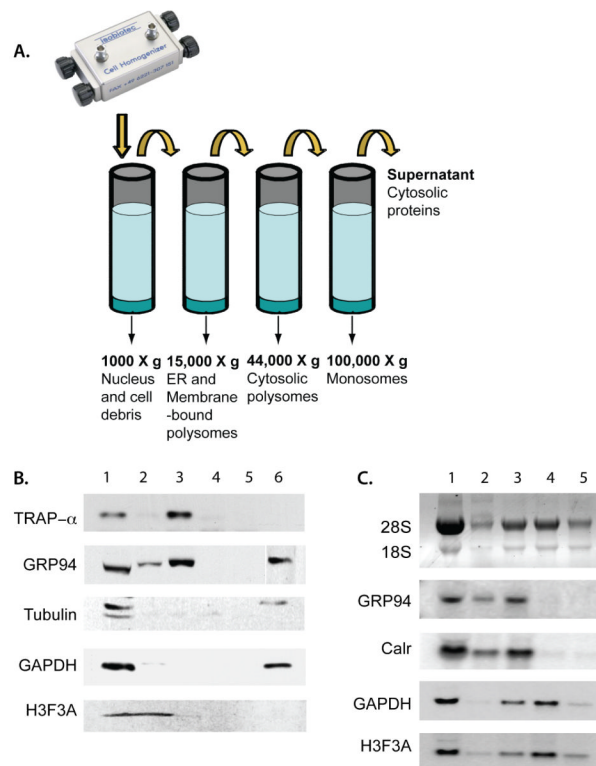 A.
isobiotec
Cell Homogenizer
Supernatant
Cytosolic
proteins
1000 X g
Nucleus
and cell
debris
15,000 X g
ER and
Membrane
-bound
polysomes
44,000 X g
Cytosolic
polysomes
100,000 X g
Monosomes
B.
1 2 3 4 5 6
TRAP–α
GRP94
Tubulin
GAPDH
H3F3A
C.
1 2 3 4 5
28S
18S
GRP94
Calr
GAPDH
H3F3A